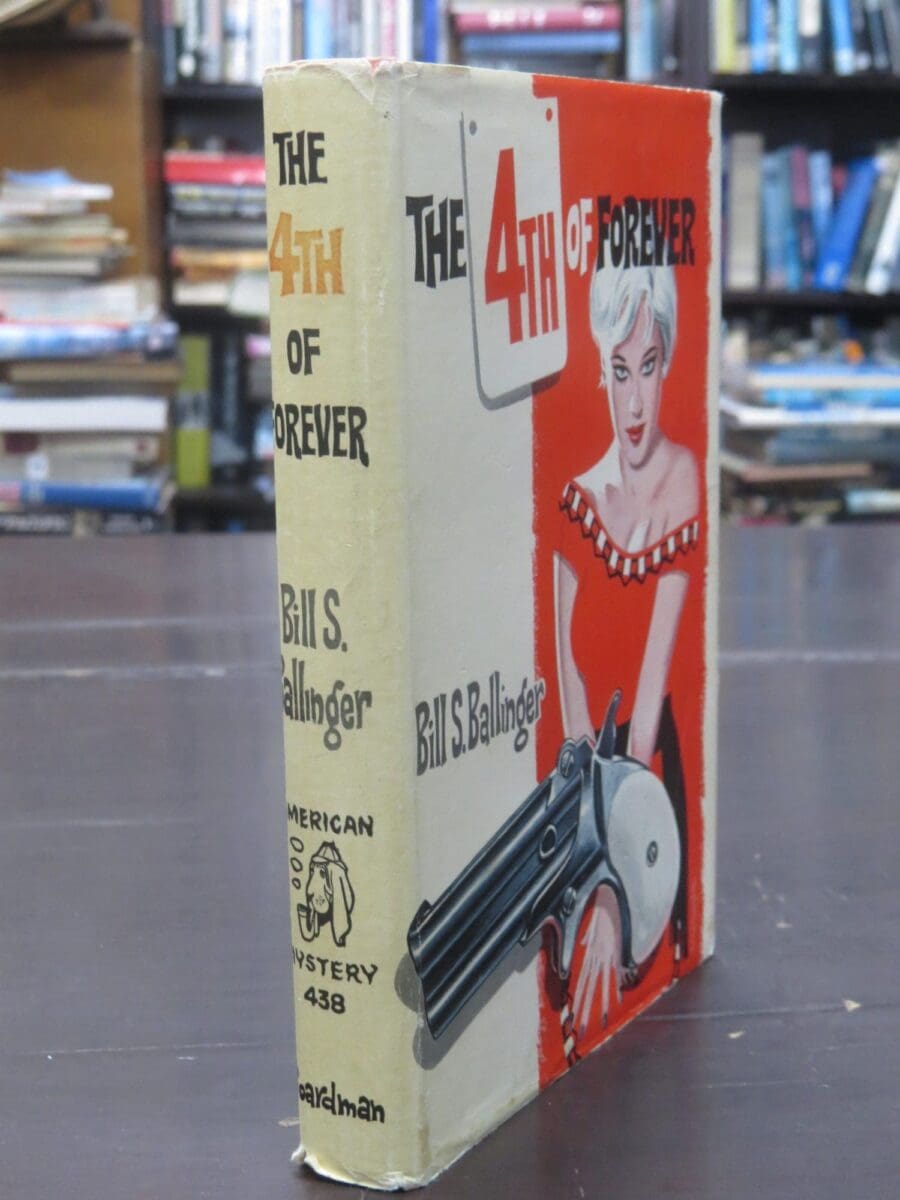 THE
4TH
OF
FOREVER
Bill S.
Ballinger
AMERICAN
MYSTERY
438
Boardman
THE 4TH OF FOREVER
Bill S. Ballinger